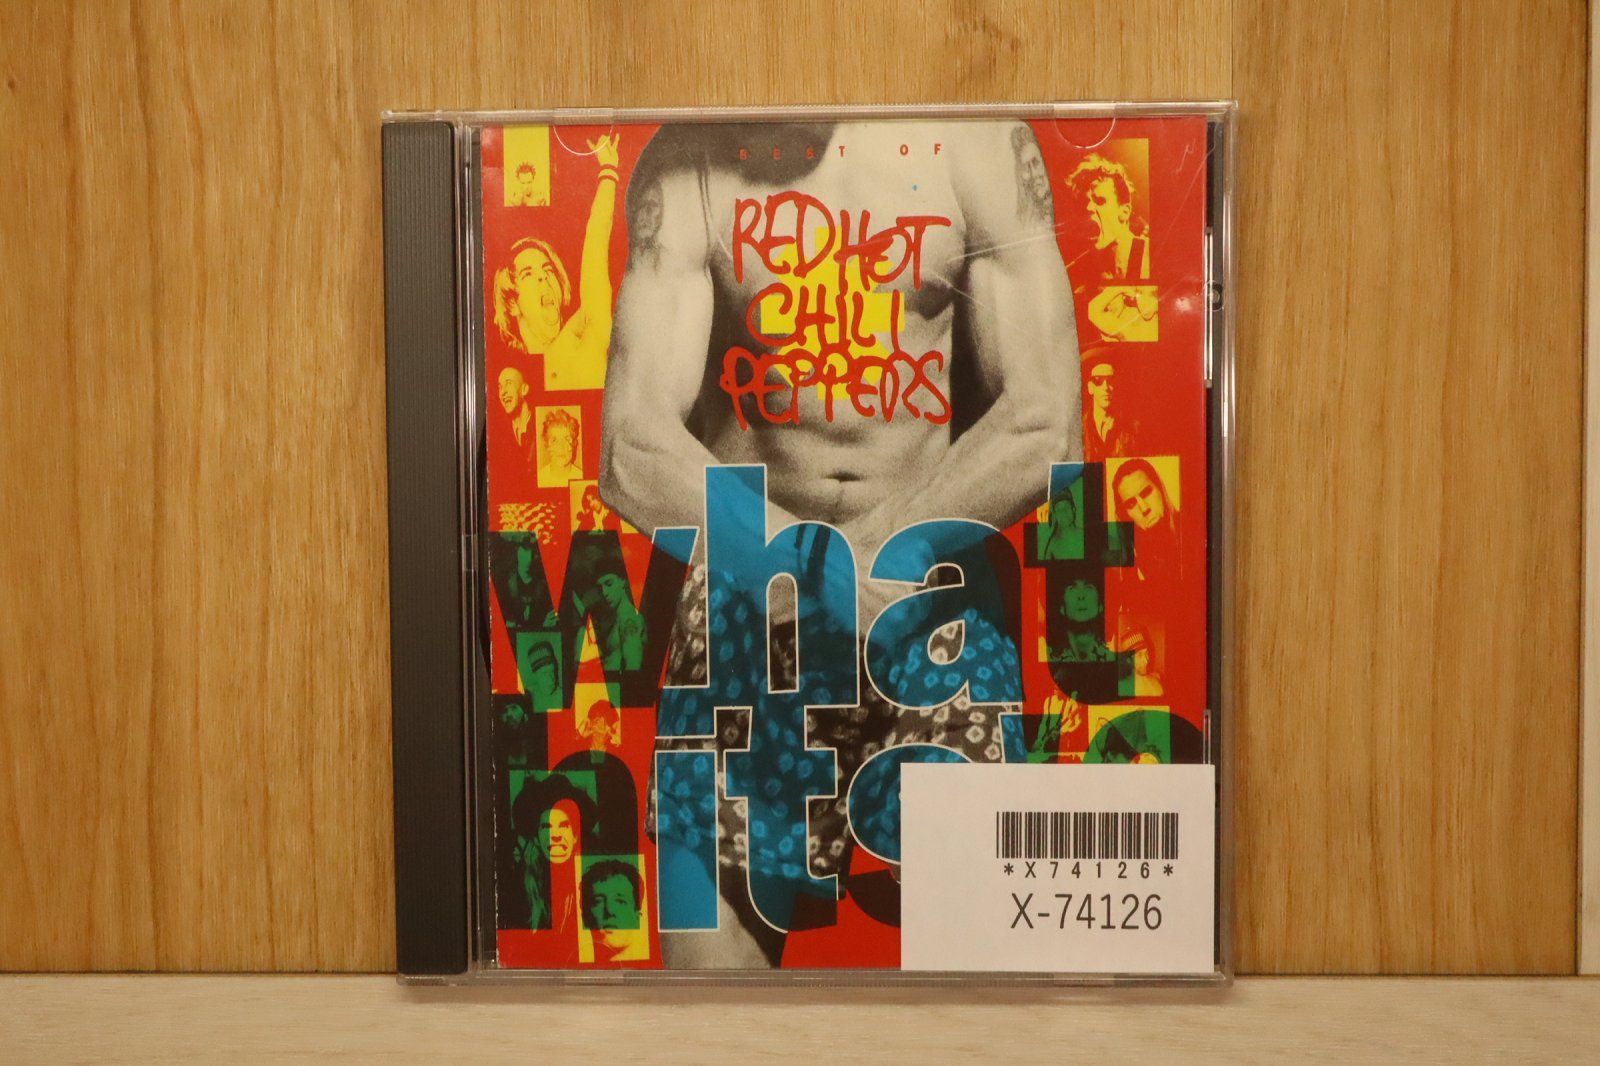 BEST OF
RED HOT
CHILI
PEPPERS
what
hits
*X74126*
X-74126